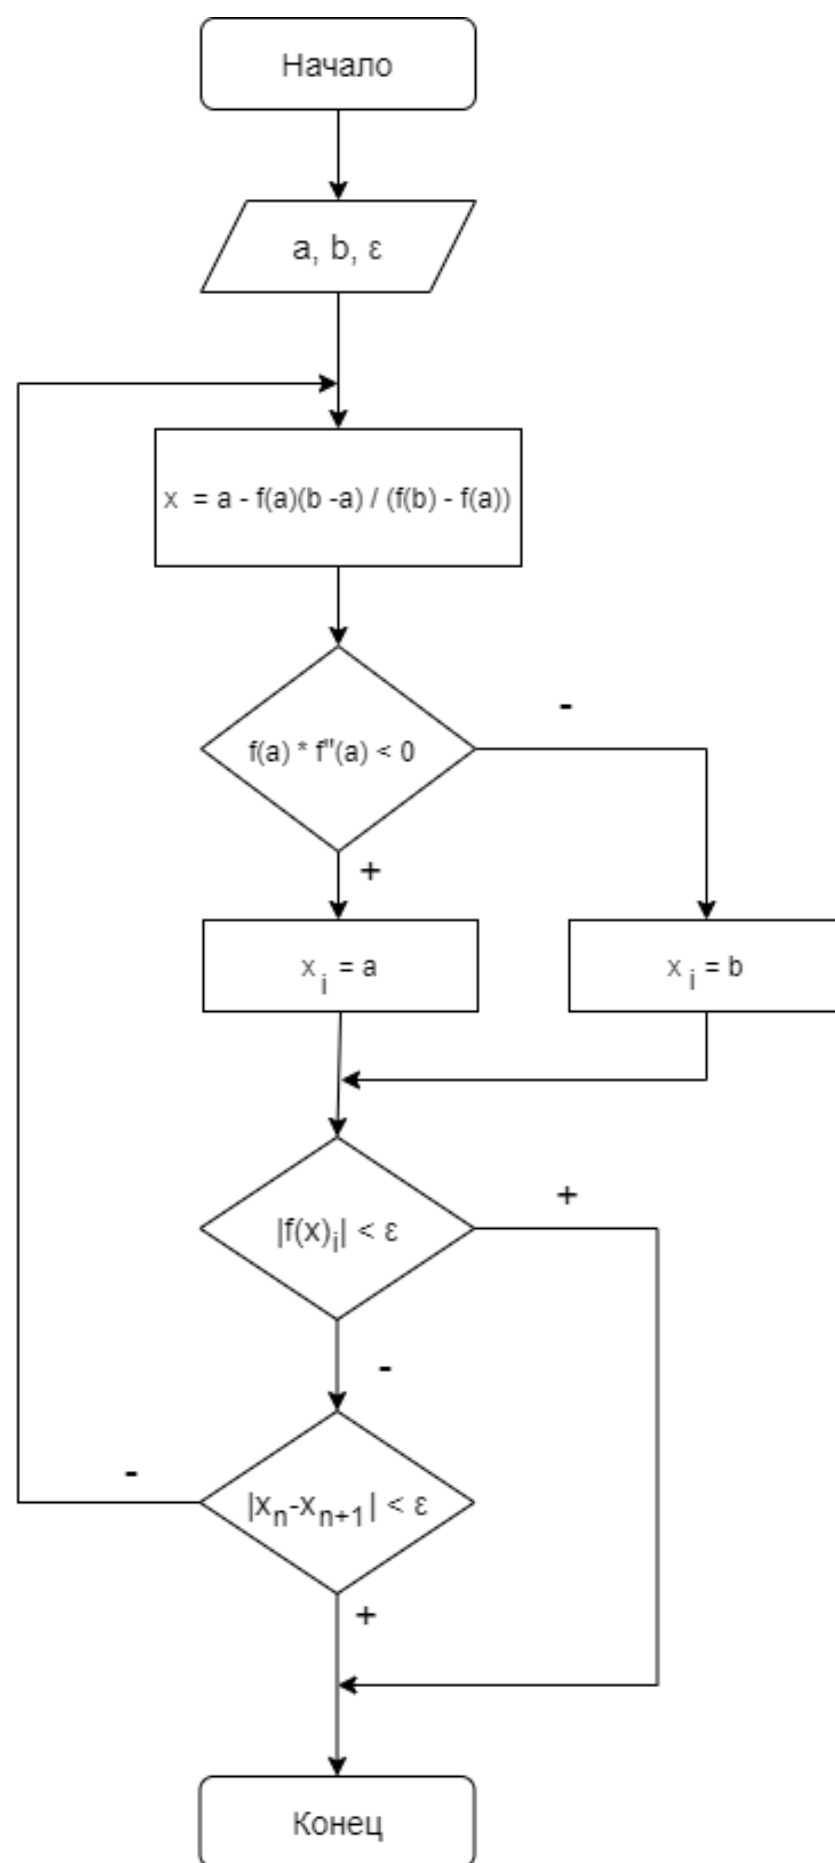 Начало
a, b, ε
x = a - f(a)(b -a) / (f(b) - f(a))
-
f(a) * f"(a) < 0
+
x i = a
x i = b
+
|f(x)i| < ε
-
-
|xn-xn+1| < ε
+
Конец